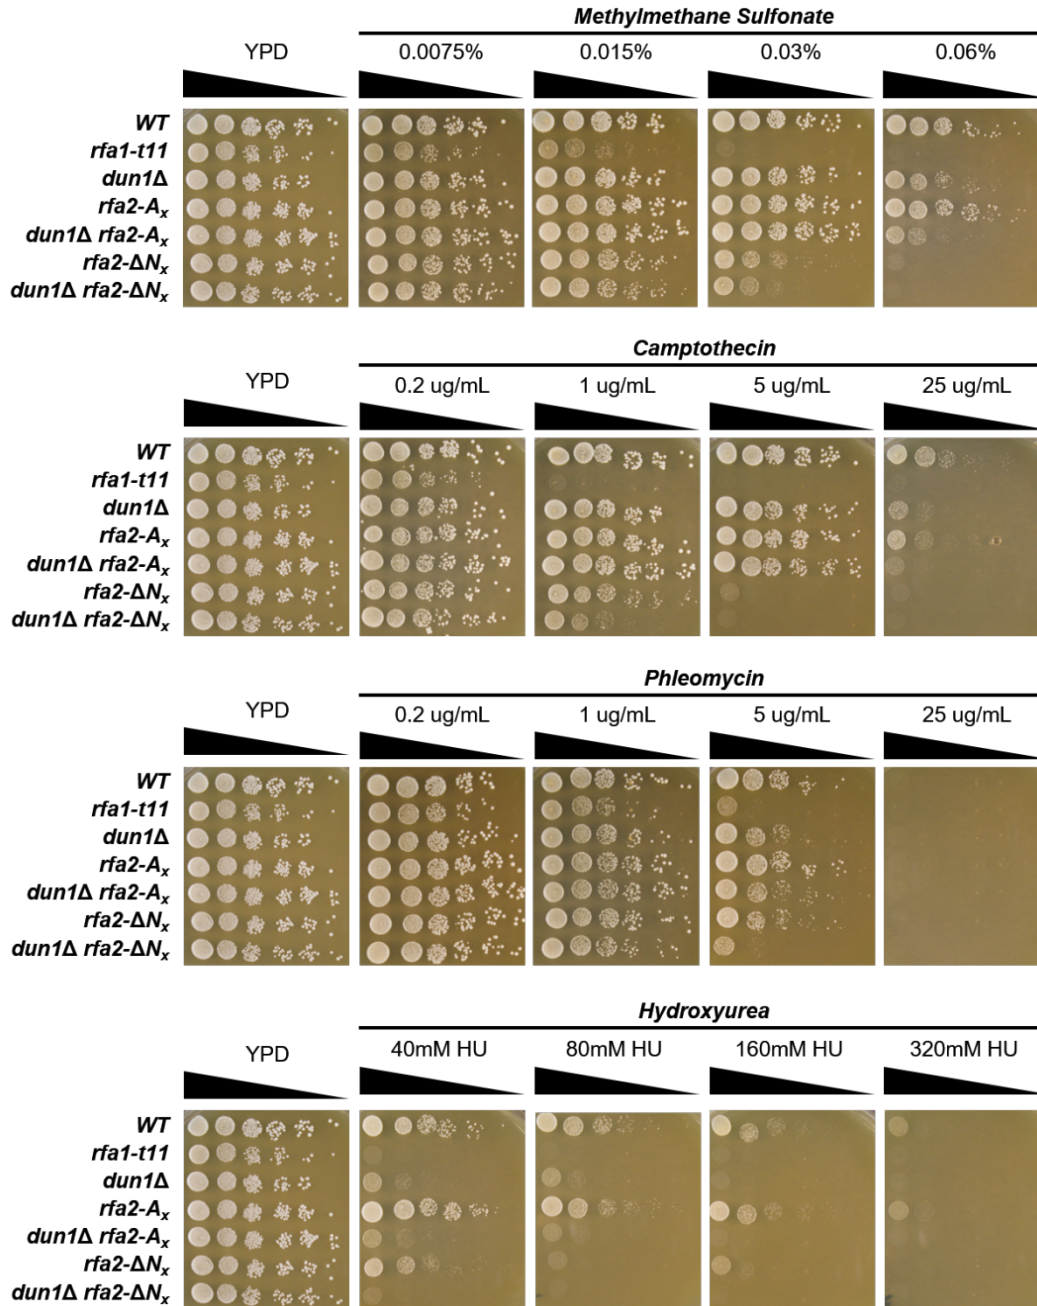 Methylmethane Sulfonate
YPD 0.0075% 0.015% 0.03% 0.06%
WT
rfa1-t11
dun1Δ
rfa2-Aₓ
dun1Δ rfa2-Aₓ
rfa2-ΔNₓ
dun1Δ rfa2-ΔNₓ
Camptothecin
YPD 0.2 ug/mL 1 ug/mL 5 ug/mL 25 ug/mL
WT
rfa1-t11
dun1Δ
rfa2-Aₓ
dun1Δ rfa2-Aₓ
rfa2-ΔNₓ
dun1Δ rfa2-ΔNₓ
Phleomycin
YPD 0.2 ug/mL 1 ug/mL 5 ug/mL 25 ug/mL
WT
rfa1-t11
dun1Δ
rfa2-Aₓ
dun1Δ rfa2-Aₓ
rfa2-ΔNₓ
dun1Δ rfa2-ΔNₓ
Hydroxyurea
YPD 40mM HU 80mM HU 160mM HU 320mM HU
WT
rfa1-t11
dun1Δ
rfa2-Aₓ
dun1Δ rfa2-Aₓ
rfa2-ΔNₓ
dun1Δ rfa2-ΔNₓ